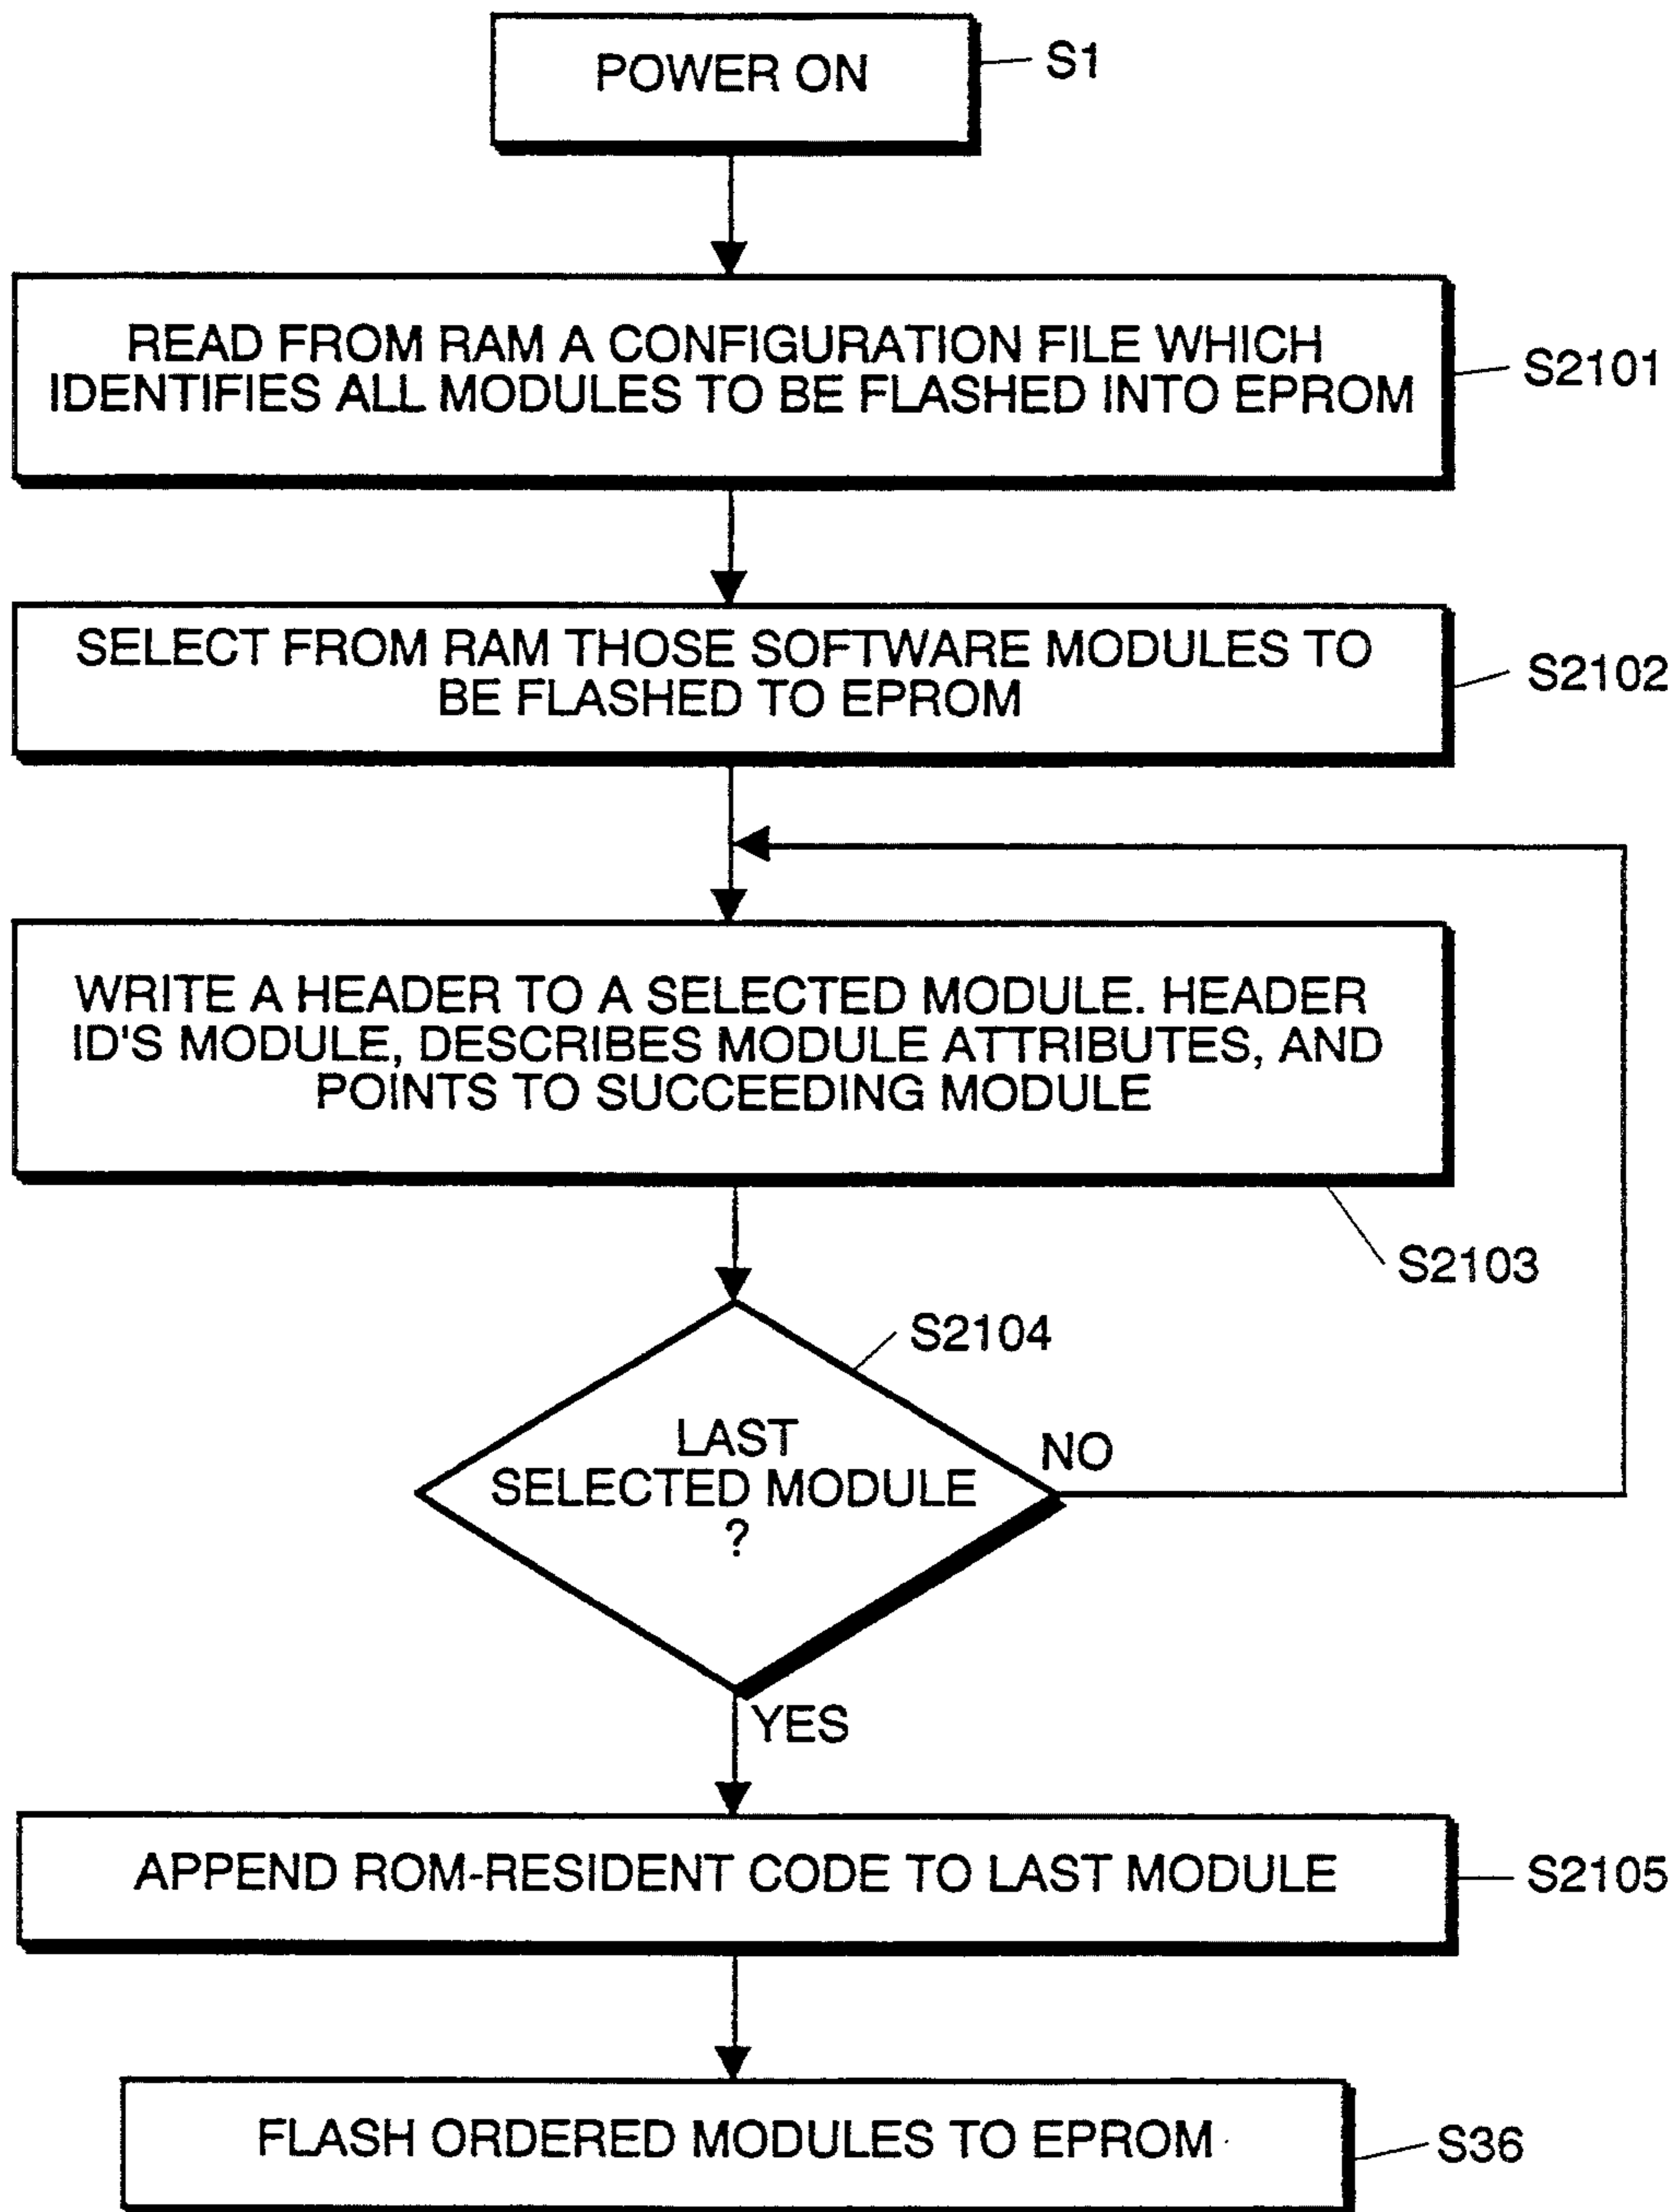 POWER ON
S1
READ FROM RAM A CONFIGURATION FILE WHICH
IDENTIFIES ALL MODULES TO BE FLASHED INTO EPROM
S2101
SELECT FROM RAM THOSE SOFTWARE MODULES TO
BE FLASHED TO EPROM
S2102
WRITE A HEADER TO A SELECTED MODULE. HEADER
ID'S MODULE, DESCRIBES MODULE ATTRIBUTES, AND
POINTS TO SUCCEEDING MODULE
S2103
S2104
LAST
SELECTED MODULE
?
NO
YES
APPEND ROM-RESIDENT CODE TO LAST MODULE
S2105
FLASH ORDERED MODULES TO EPROM
S36